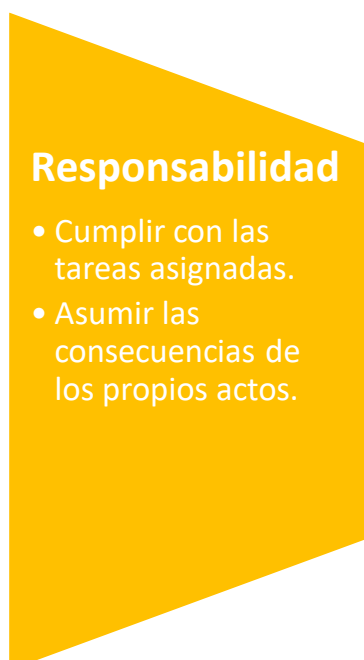 Responsabilidad
• Cumplir con las
tareas asignadas.
• Asumir las
consecuencias de
los propios actos.